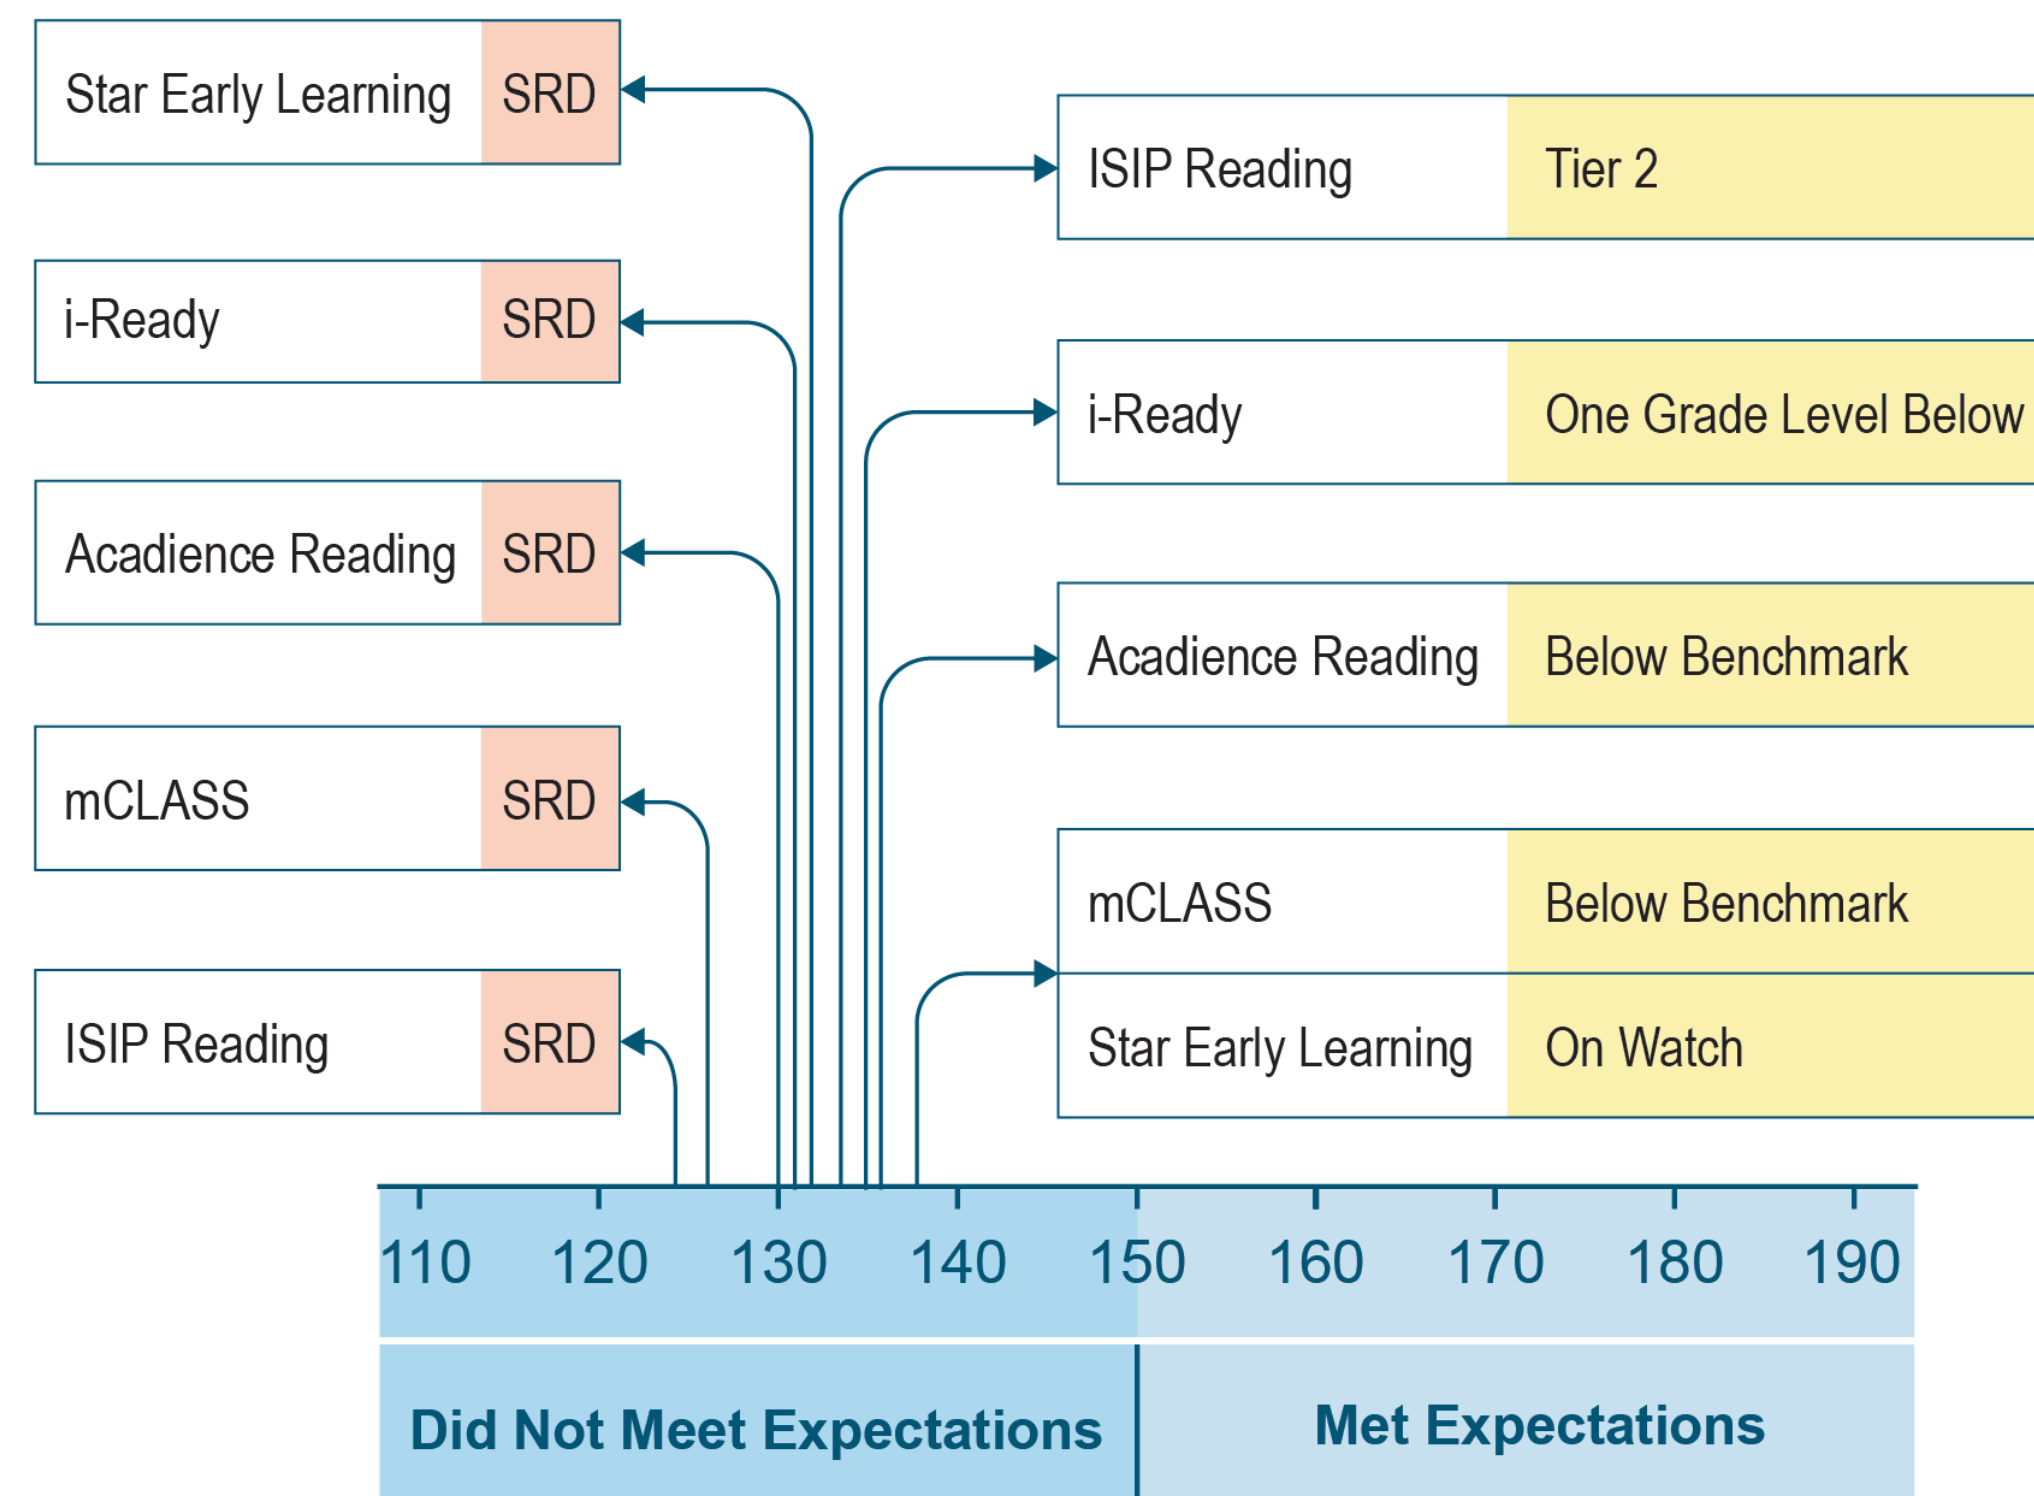 Star Early Learning SRD
i-Ready SRD
Acadience Reading SRD
mCLASS SRD
ISIP Reading SRD
ISIP Reading Tier 2
i-Ready One Grade Level Below
Acadience Reading Below Benchmark
mCLASS Below Benchmark
Star Early Learning On Watch
110 120 130 140 150 160 170 180 190
Did Not Meet Expectations Met Expectations